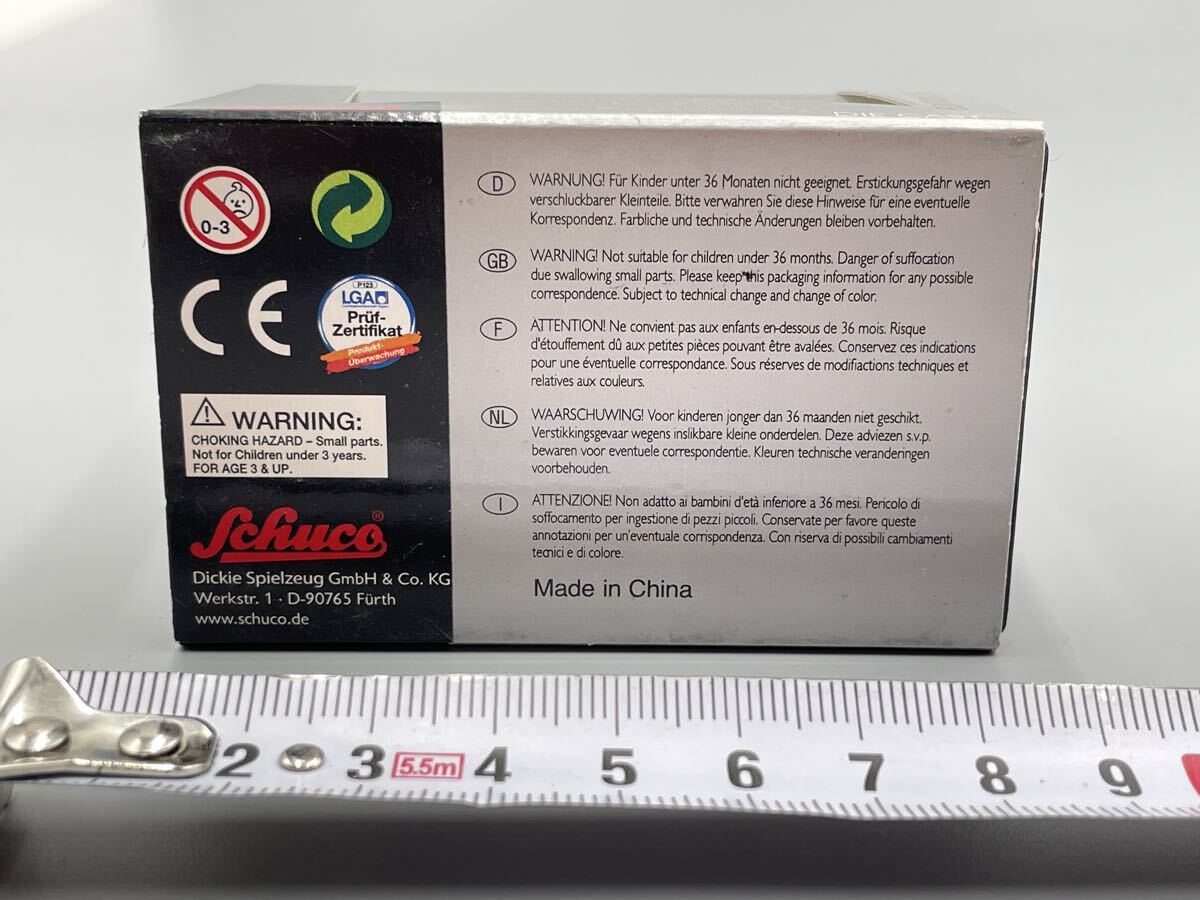 0-3
CE
P123
LGA
Prüf-
Zertifikat
Produkt-
Überwachung
WARNING:
CHOKING HAZARD – Small parts.
Not for Children under 3 years.
FOR AGE 3 & UP.
Schuco®
Dickie Spielzeug GmbH & Co. KG
Werkstr. 1 · D-90765 Fürth
www.schuco.de
D WARNUNG! Für Kinder unter 36 Monaten nicht geeignet. Erstickungsgefahr wegen
verschluckbarer Kleinteile. Bitte verwahren Sie diese Hinweise für eine eventuelle
Korrespondenz. Farbliche und technische Änderungen bleiben vorbehalten.
GB WARNING! Not suitable for children under 36 months. Danger of suffocation
due swallowing small parts. Please keep this packaging information for any possible
correspondence. Subject to technical change and change of color.
F ATTENTION! Ne convient pas aux enfants en-dessous de 36 mois. Risque
d'étouffement dû aux petites pièces pouvant être avalées. Conservez ces indications
pour une éventuelle correspondance. Sous réserves de modifiactions techniques et
relatives aux couleurs.
NL WAARSCHUWING! Voor kinderen jonger dan 36 maanden niet geschikt.
Verstikkingsgevaar wegens inslikbare kleine onderdelen. Deze adviezen s.v.p.
bewaren voor eventuele correspondentie. Kleuren technische veranderingen
voorbehouden.
I ATTENZIONE! Non adatto ai bambini d'età inferiore a 36 mesi. Pericolo di
soffocamento per ingestione di pezzi piccoli. Conservate per favore queste
annotazioni per un'eventuale corrispondenza. Con riserva di possibili cambiamenti
tecnici e di colore.
Made in China
2 3 5.5m 4 5 6 7 8 9